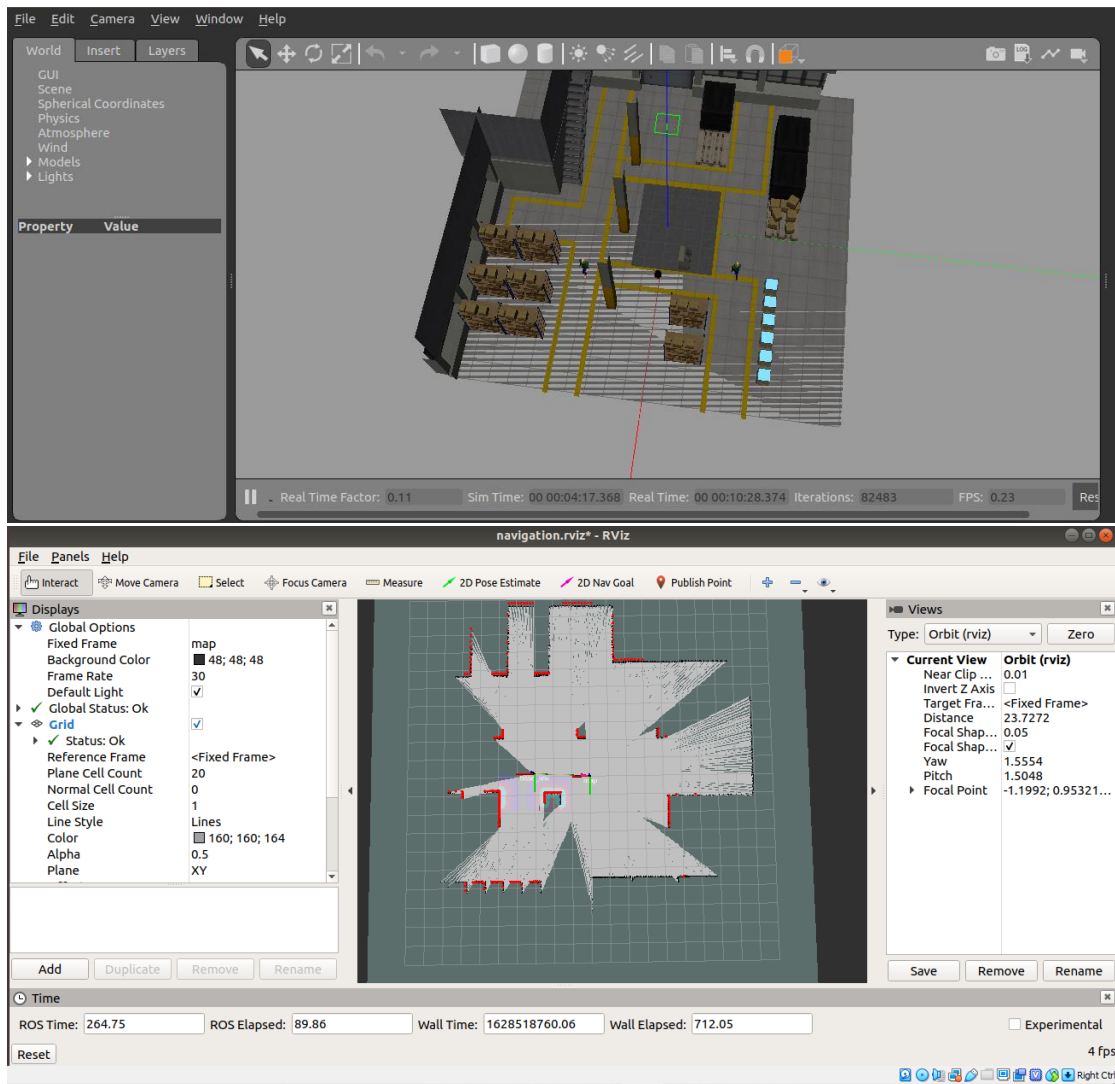 File Edit Camera View Window Help
World Insert Layers
LOG
GUI
Scene
Spherical Coordinates
Physics
Atmosphere
Wind
Models
Lights
Property Value
Real Time Factor: 0.11 Sim Time: 00 00:04:17.368 Real Time: 00 00:10:28.374 Iterations: 82483 FPS: 0.23 Res
navigation.rviz* - RViz
File Panels Help
Interact Move Camera Select Focus Camera Measure 2D Pose Estimate 2D Nav Goal Publish Point
Displays
Global Options
Fixed Frame map
Background Color 48; 48; 48
Frame Rate 30
Default Light
Global Status: Ok
Grid
Status: Ok
Reference Frame <Fixed Frame>
Plane Cell Count 20
Normal Cell Count 0
Cell Size 1
Line Style Lines
Color 160; 160; 164
Alpha 0.5
Plane XY
Add Duplicate Remove Rename
Views
Type: Orbit (rviz) Zero
Current View Orbit (rviz)
Near Clip ... 0.01
Invert Z Axis
Target Fra... <Fixed Frame>
Distance 23.7272
Focal Shap... 0.05
Focal Shap...
Yaw 1.5554
Pitch 1.5048
Focal Point -1.1992; 0.95321...
Save Remove Rename
Time
ROS Time: 264.75 ROS Elapsed: 89.86 Wall Time: 1628518760.06 Wall Elapsed: 712.05 Experimental
Reset 4 fps
Right Ctrl